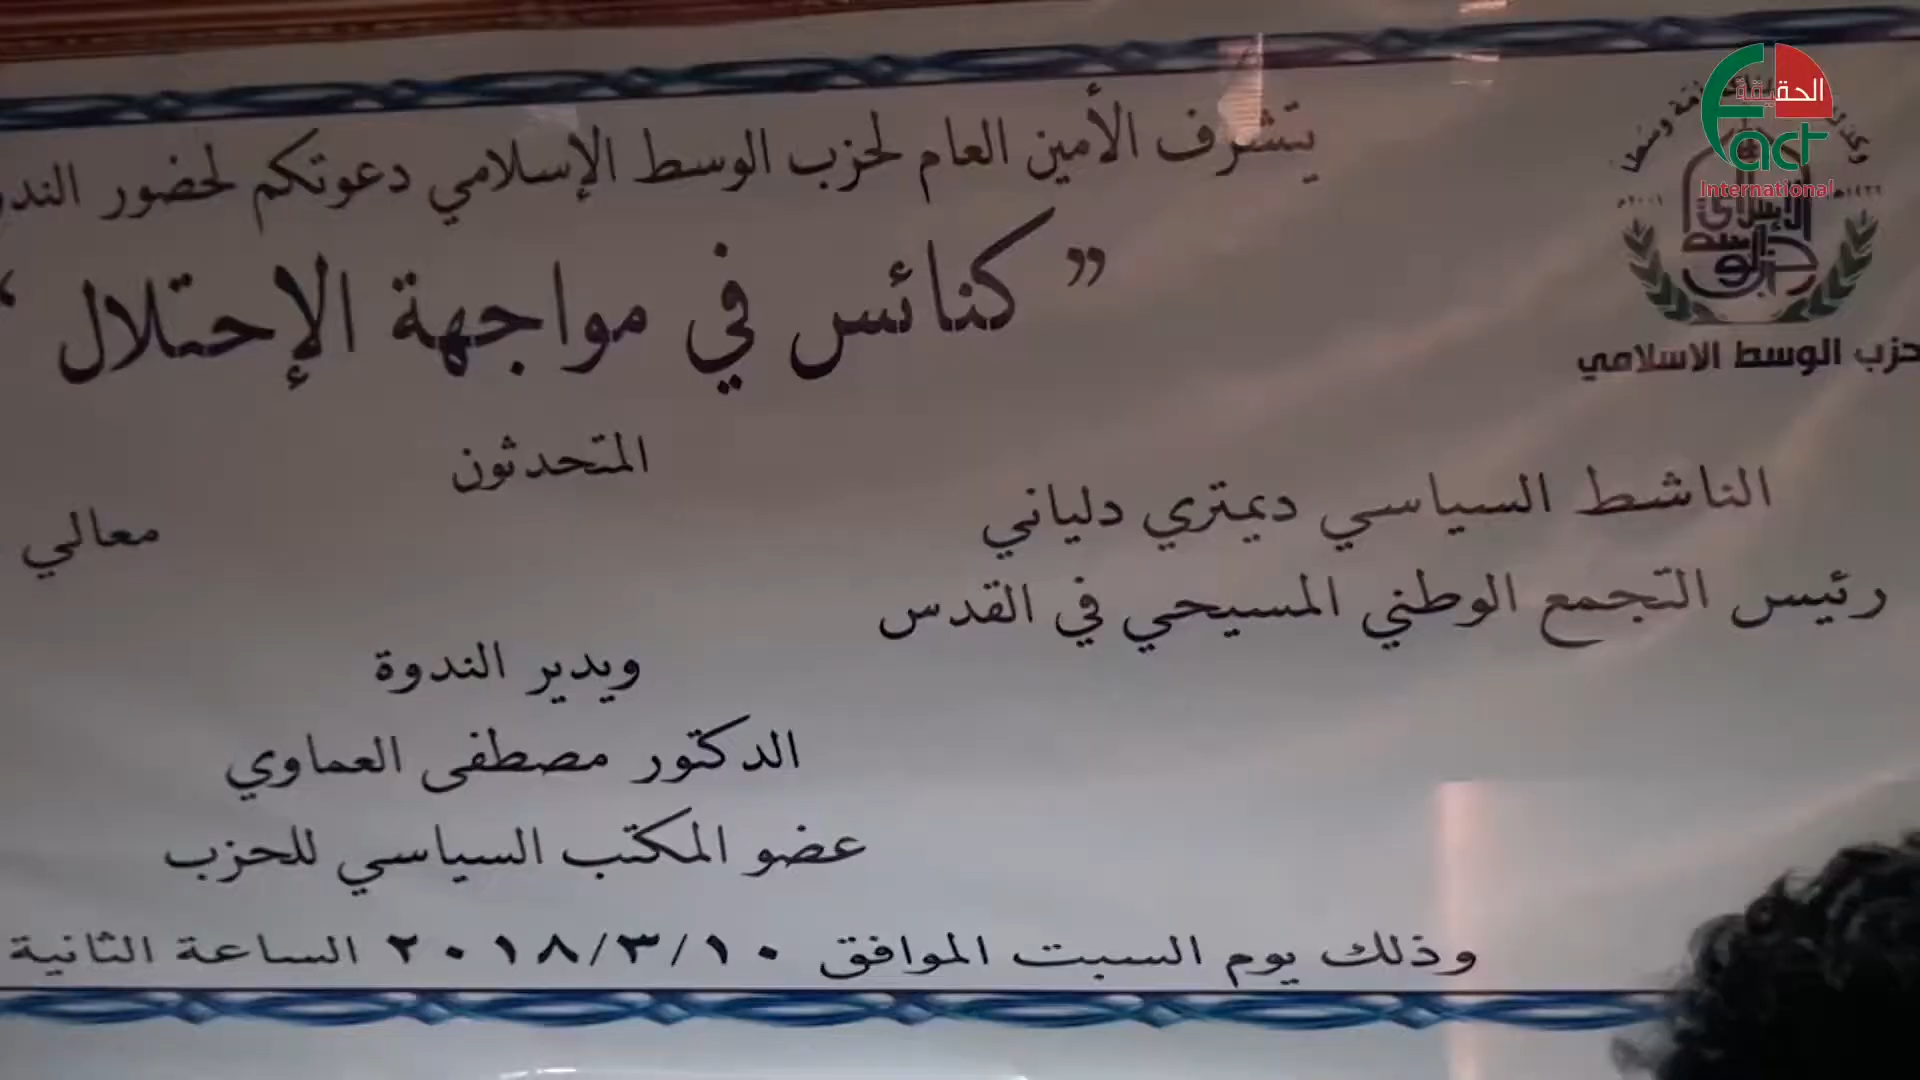 الحقيقة
Fact
International
يتشرف الأمين العام لحزب الوسط الإسلامي دعوتكم لحضور
” كنائس في مواجهة الإحتلال “
حزب الوسط الاسلامي
المتحدثون
الناشط السياسي ديمتري دلياني
معالي
رئيس التجمع الوطني المسيحي في القدس
ويدير الندوة
الدكتور مصطفى العماوي
عضو المكتب السياسي للحزب
وذلك يوم السبت الموافق ٢٠١٨/٣/١٠ الساعة الثانية